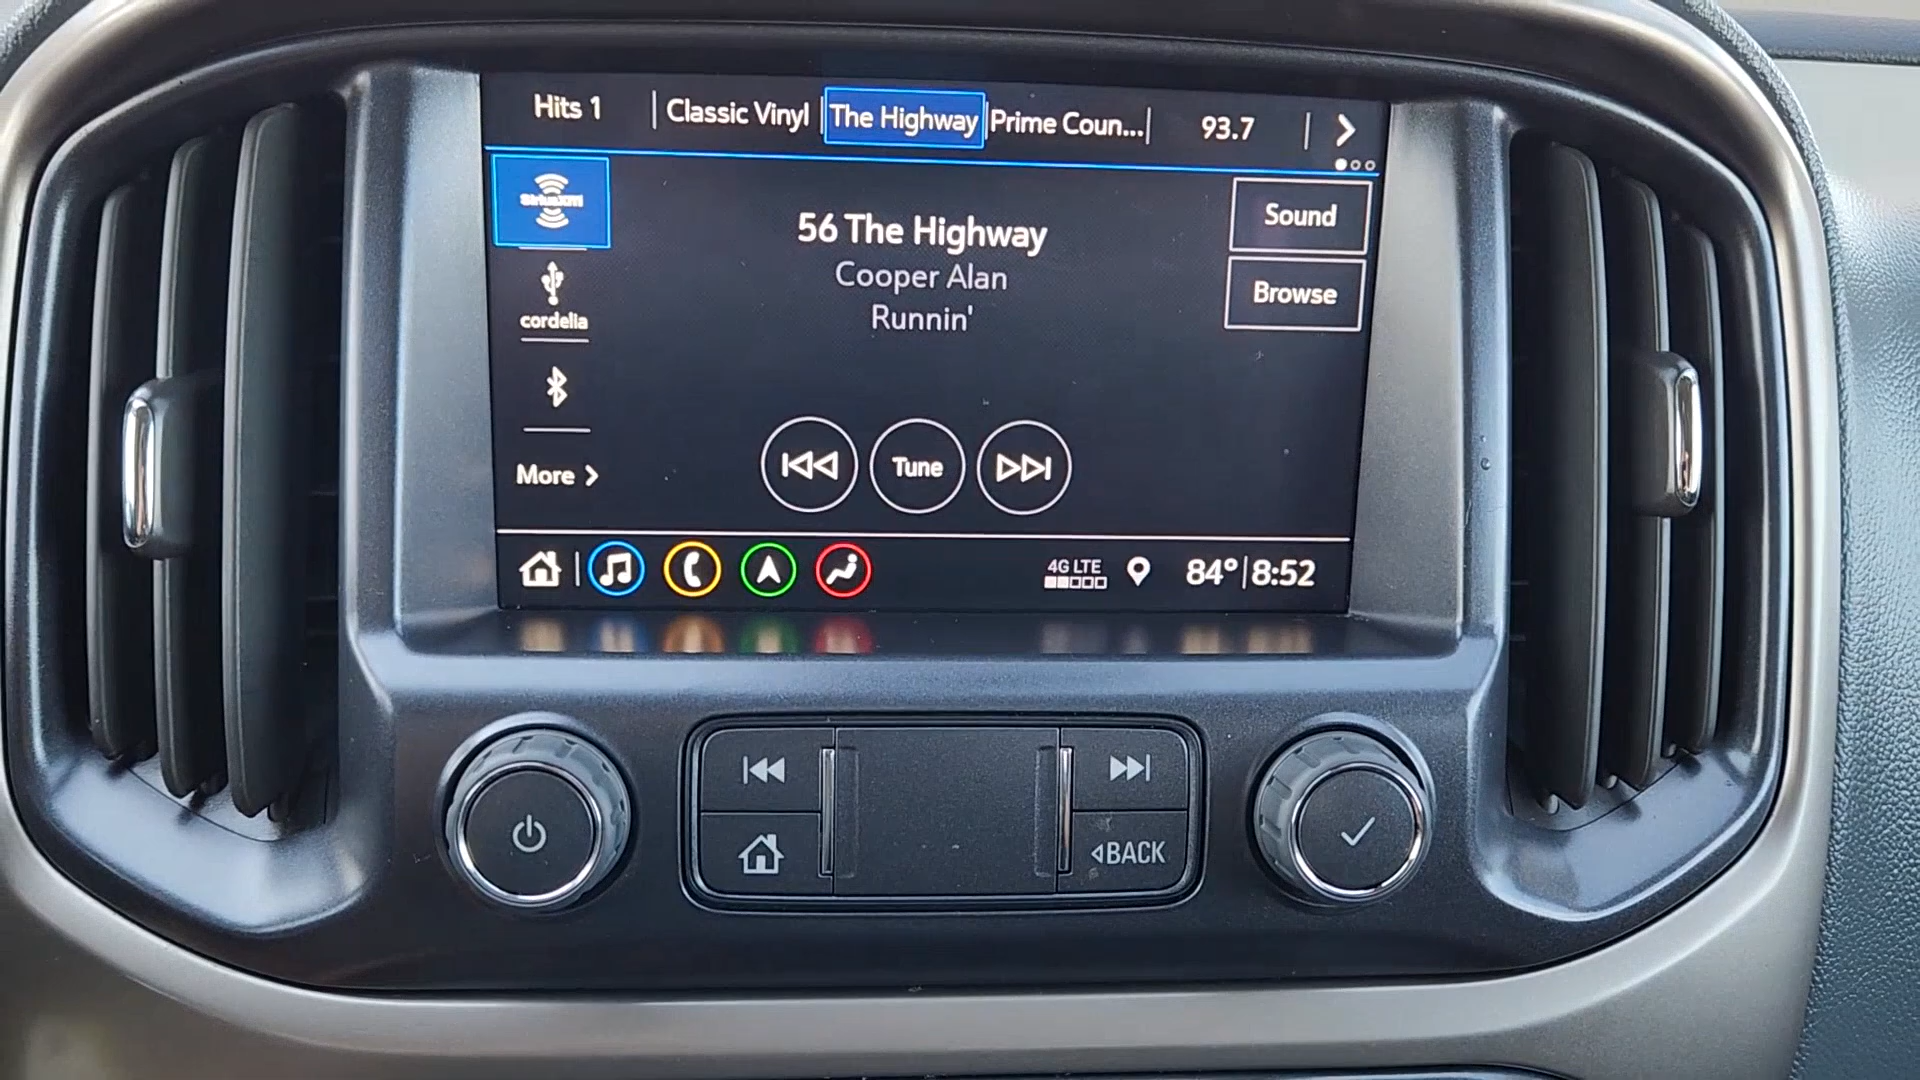 Hits 1 | Classic Vinyl | The Highway | Prime Coun... | 93.7
SiriusXM
56 The Highway
Sound
Cooper Alan
Browse
Runnin'
cordelia
More
Tune
4G LTE
84° | 8:52
BACK